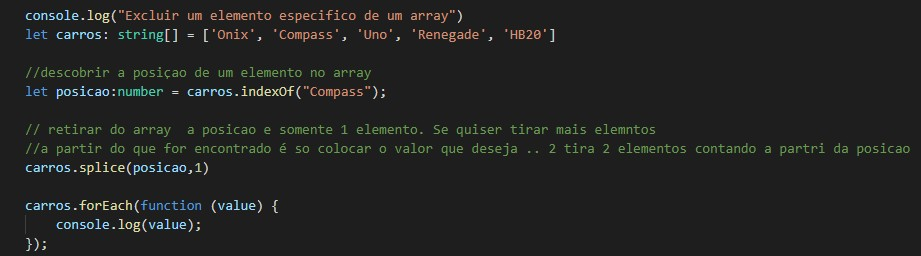 console.log("Excluir um elemento especifico de um array")
let carros: string[] = ['Onix', 'Compass', 'Uno', 'Renegade', 'HB20']
//descobrir a posiçao de um elemento no array
let posicao:number = carros.indexOf("Compass");
// retirar do array  a posicao e somente 1 elemento. Se quiser tirar mais elemntos
//a partir do que for encontrado é so colocar o valor que deseja .. 2 tira 2 elementos contando a partri da posicao
carros.splice(posicao,1)
carros.forEach(function (value) {
    console.log(value);
});